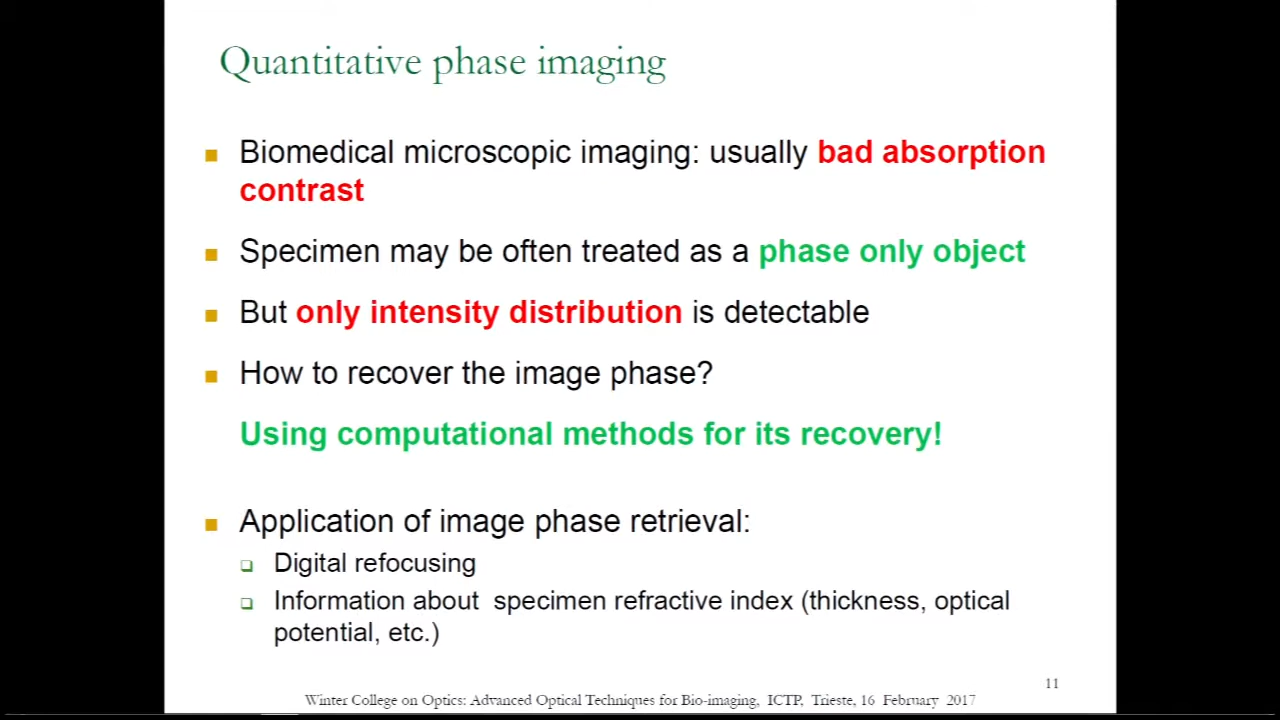 Quantitative phase imaging
Biomedical microscopic imaging: usually bad absorption
contrast
Specimen may be often treated as a phase only object
But only intensity distribution is detectable
How to recover the image phase?
Using computational methods for its recovery!
Application of image phase retrieval:
Digital refocusing
Information about specimen refractive index (thickness, optical
potential, etc.)
11
Winter College on Optics: Advanced Optical Techniques for Bio-imaging, ICTP, Trieste, 16 February 2017